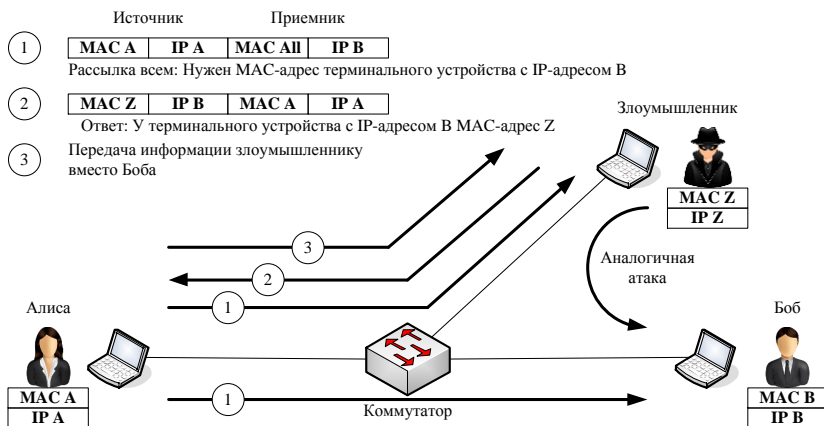 Источник Приемник
1 MAC A IP A MAC All IP B
Рассылка всем: Нужен MAC-адрес терминального устройства с IP-адресом B
2 MAC Z IP B MAC A IP A
Ответ: У терминального устройства с IP-адресом B MAC-адрес Z
3 Передача информации злоумышленнику
вместо Боба
Злоумышленник
MAC Z
IP Z
3
2
1
Аналогичная
атака
Алиса
Боб
MAC A
IP A
1
Коммутатор
MAC B
IP B